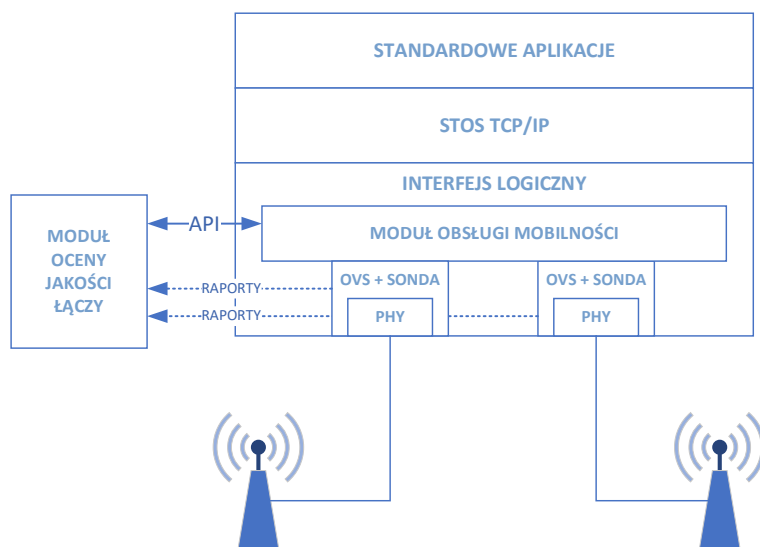 STANDARDOWE APLIKACJE
STOS TCP/IP
INTERFEJS LOGICZNY
MODUŁ
OCENY
JAKOŚCI
ŁĄCZY
API
MODUŁ OBSŁUGI MOBILNOŚCI
OVS + SONDA
OVS + SONDA
RAPORTY
RAPORTY
PHY
PHY